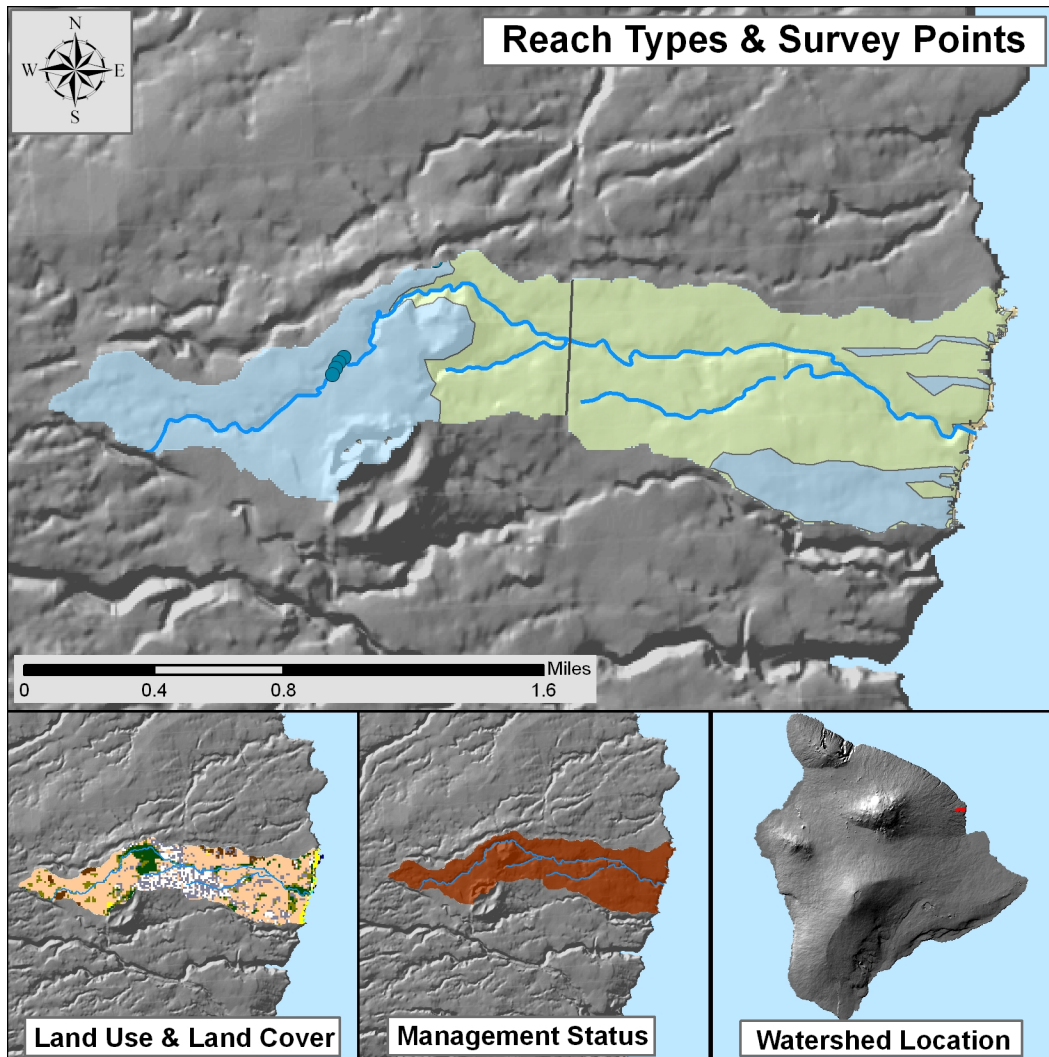 Reach Types & Survey Points
N
W E
S
Miles
0 0.4 0.8 1.6
Land Use & Land Cover
Management Status
Watershed Location